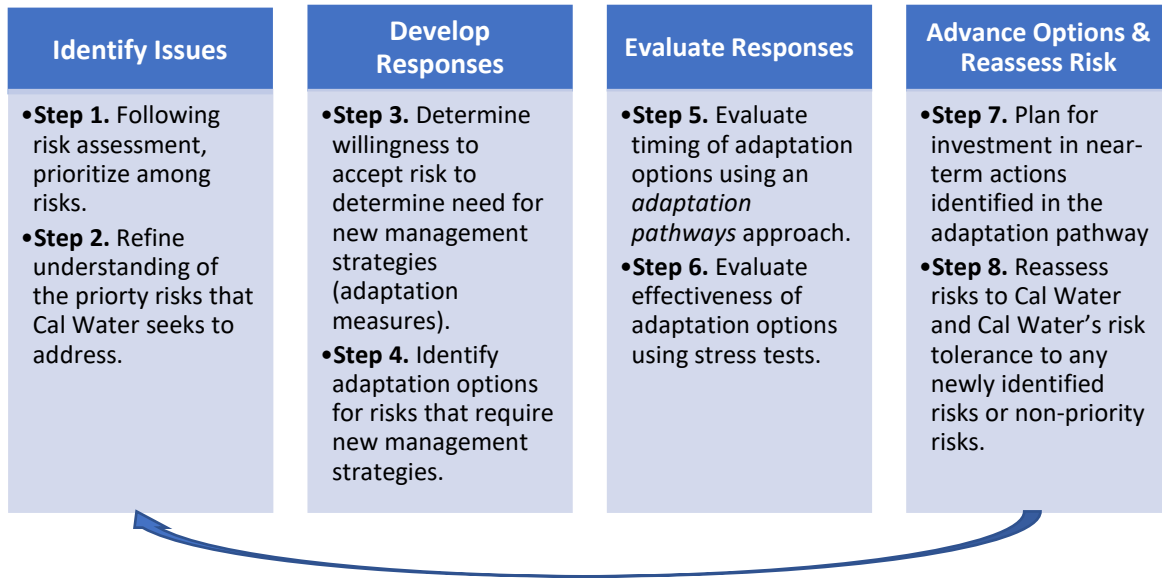 Identify Issues
•Step 1. Following
risk assessment,
prioritize among
risks.
•Step 2. Refine
understanding of
the priorty risks that
Cal Water seeks to
address.
Develop
Responses
•Step 3. Determine
willingness to
accept risk to
determine need for
new management
strategies
(adaptation
measures).
•Step 4. Identify
adaptation options
for risks that require
new management
strategies.
Evaluate Responses
•Step 5. Evaluate
timing of adaptation
options using an
adaptation
pathways approach.
•Step 6. Evaluate
effectiveness of
adaptation options
using stress tests.
Advance Options &
Reassess Risk
•Step 7. Plan for
investment in near-
term actions
identified in the
adaptation pathway
•Step 8. Reassess
risks to Cal Water
and Cal Water’s risk
tolerance to any
newly identified
risks or non-priority
risks.